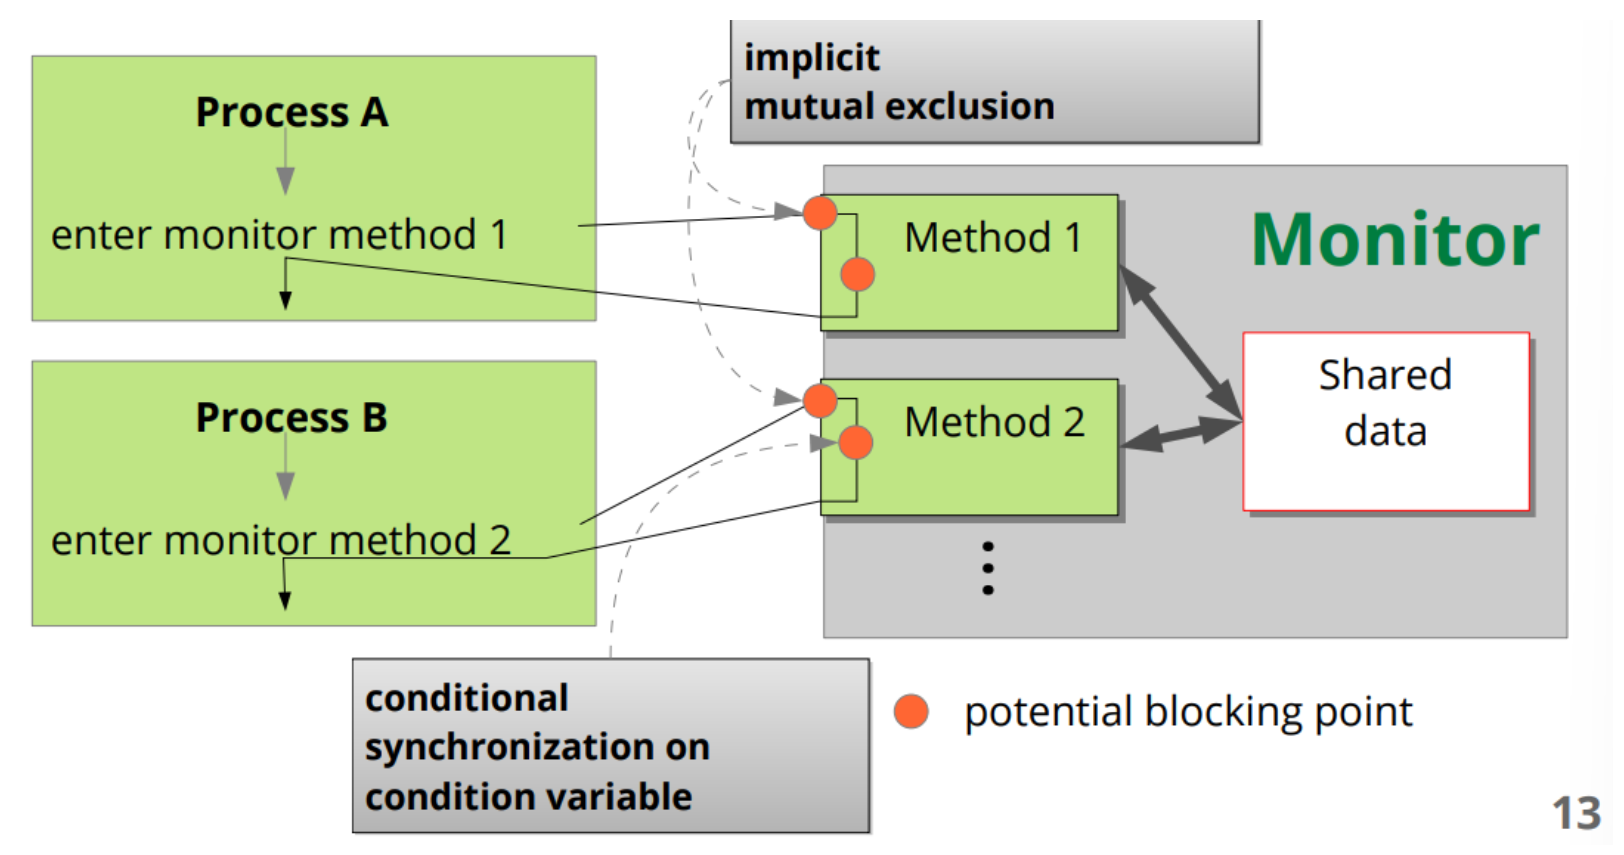 implicit
mutual exclusion
Process A
enter monitor method 1
Method 1
Monitor
Shared
data
Process B
enter monitor method 2
Method 2
conditional
synchronization on
condition variable
potential blocking point
13